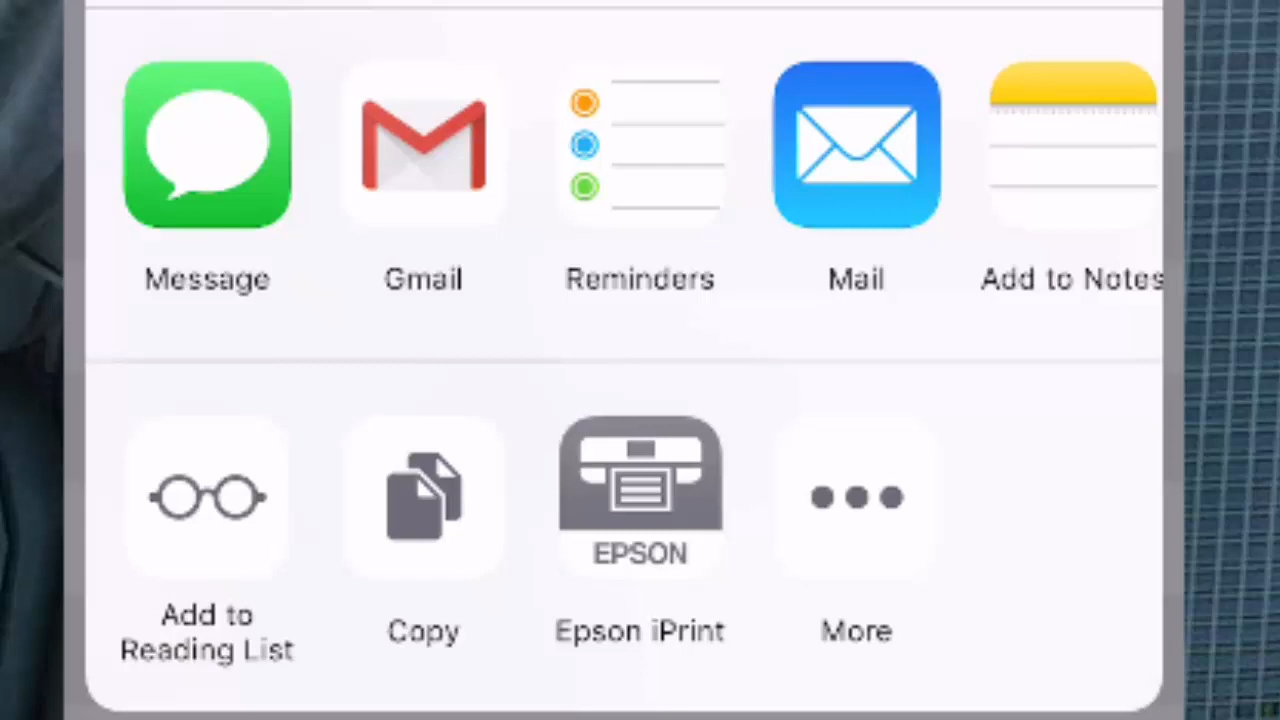 Message Gmail Reminders Mail Add to Notes
EPSON
Add to
Reading List
Copy Epson iPrint More